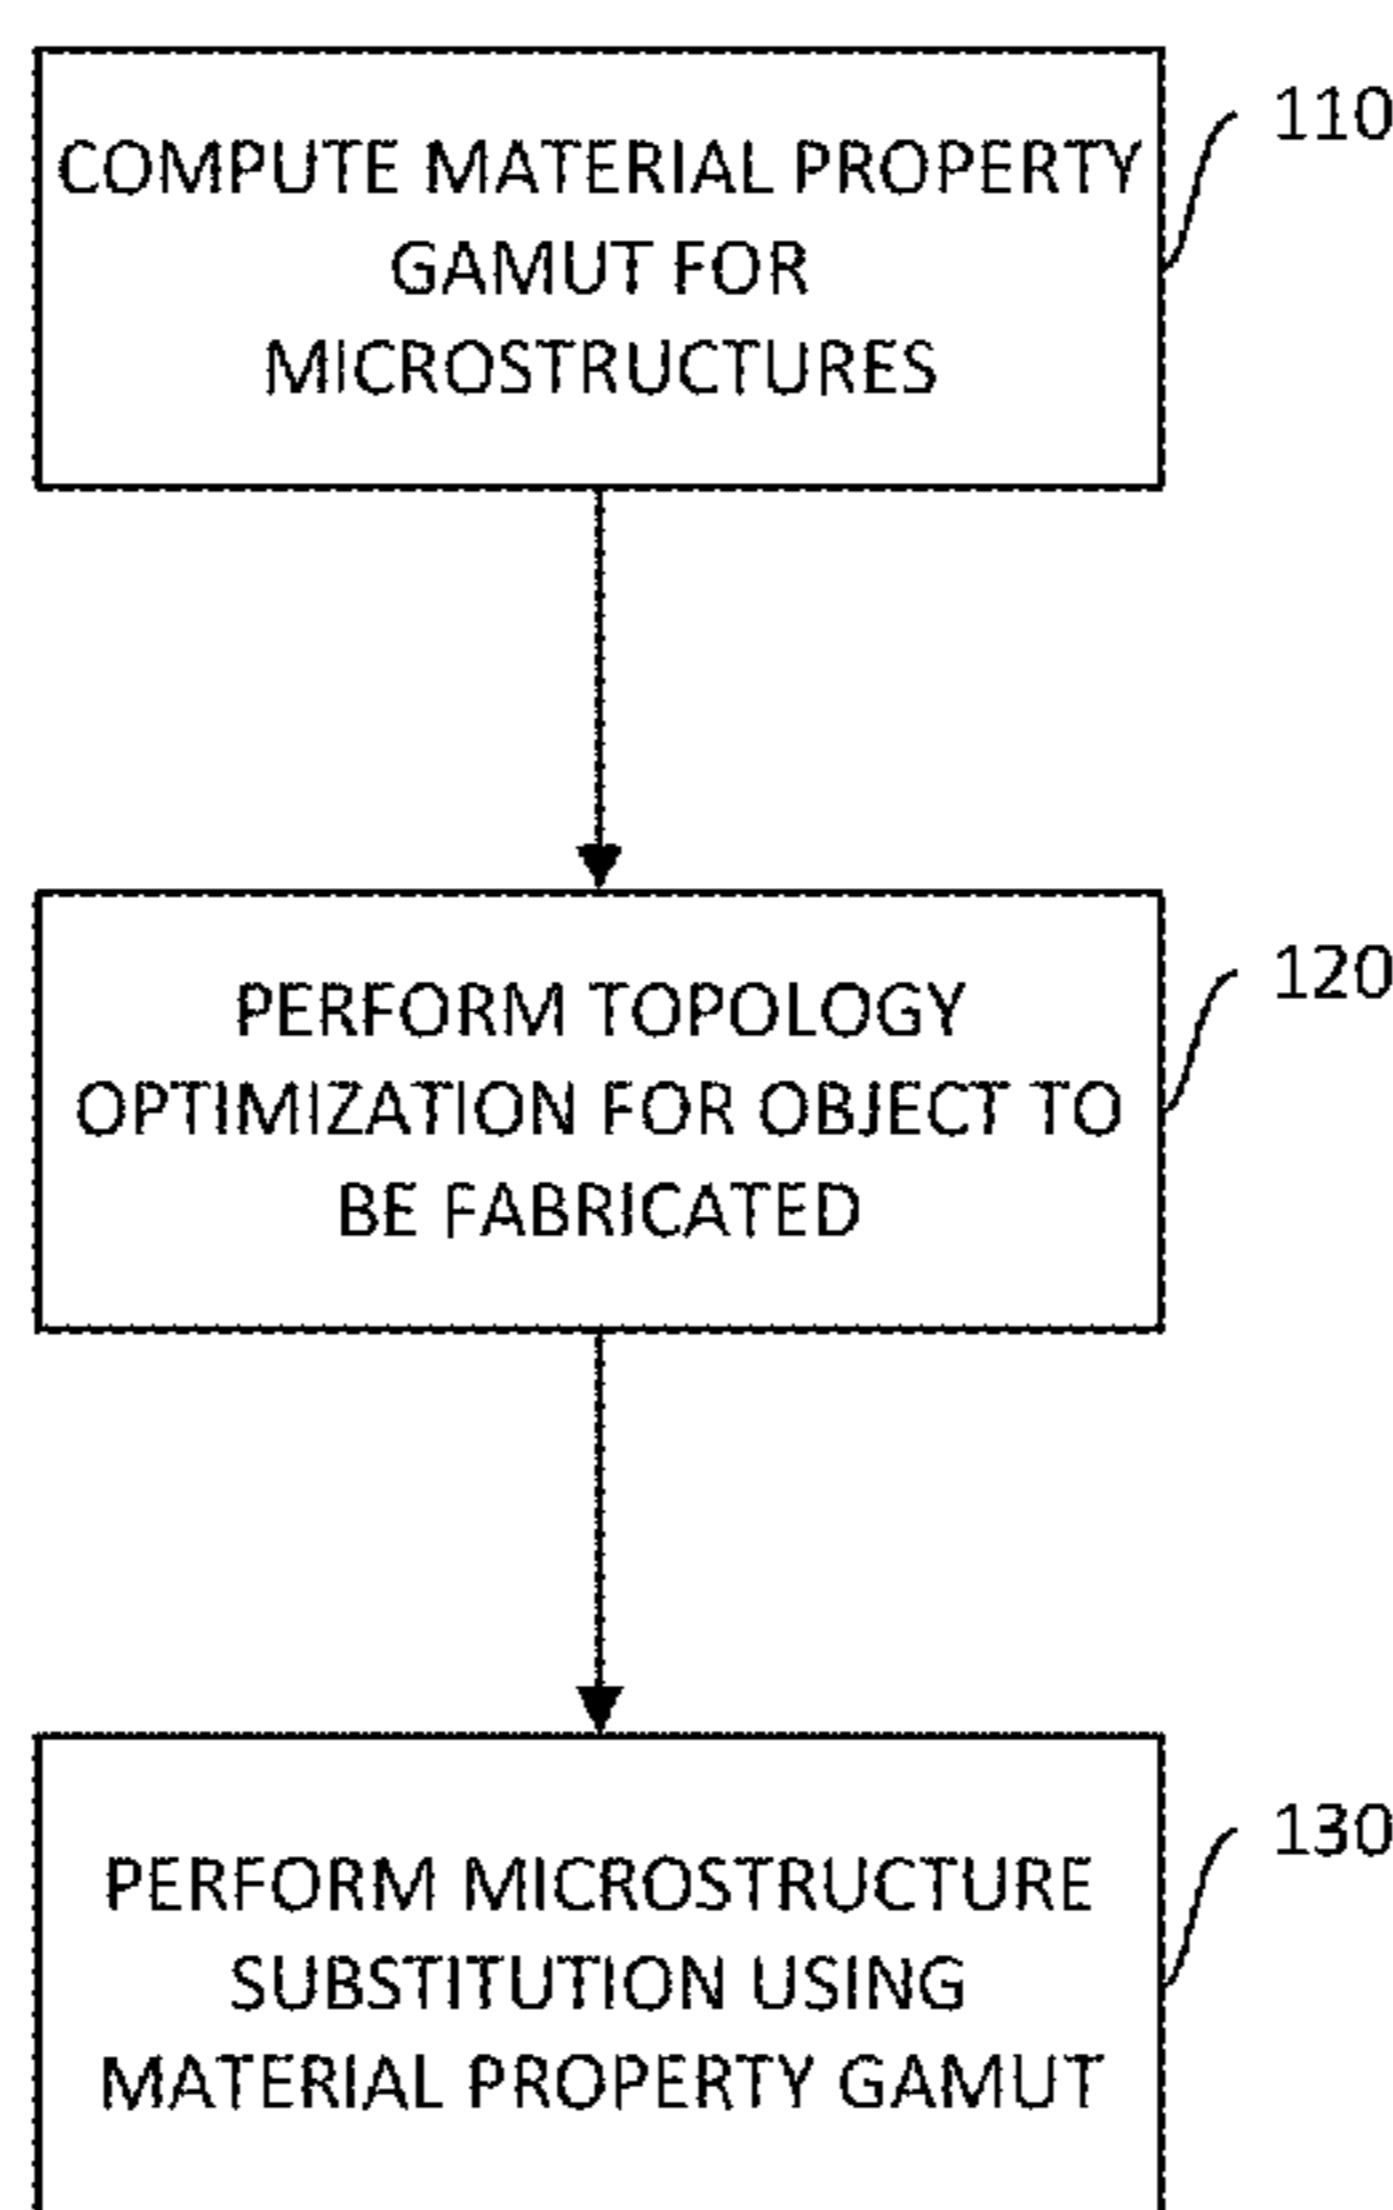 COMPUTE MATERIAL PROPERTY
GAMUT FOR
MICROSTRUCTURES
110
PERFORM TOPOLOGY
OPTIMIZATION FOR OBJECT TO
BE FABRICATED
120
PERFORM MICROSTRUCTURE
SUBSTITUTION USING
MATERIAL PROPERTY GAMUT
130